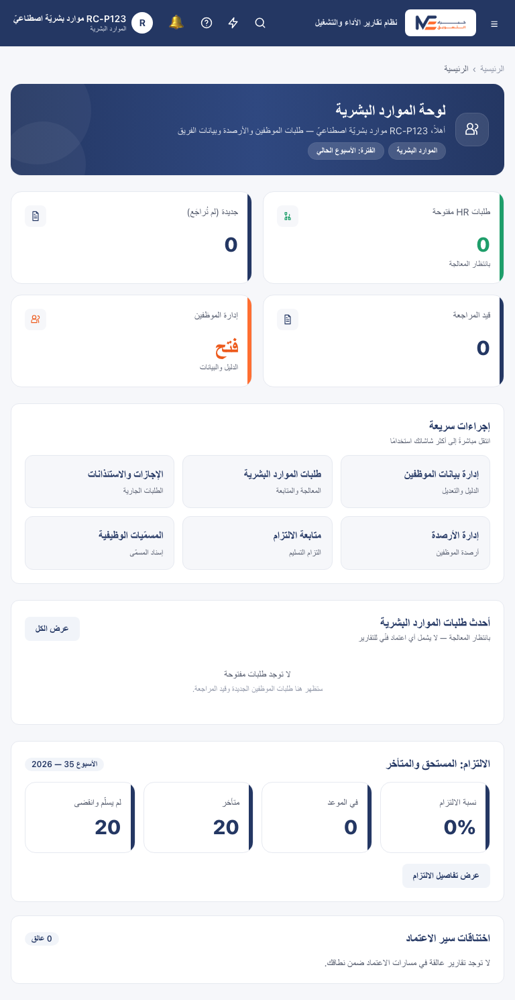 خبراء التسويق
نظام تقارير الأداء والتشغيل
R
RC-P123 موارد بشريّة اصطناعيّ
الموارد البشرية
الرئيسية › الرئيسية
لوحة الموارد البشرية
أهلاً، RC-P123 موارد بشريّة اصطناعيّ — طلبات الموظفين والأرصدة وبيانات الفريق
الموارد البشرية
الفترة: الأسبوع الحالي
طلبات HR مفتوحة
0
بانتظار المعالجة
جديدة (لم تُراجَع)
0
قيد المراجعة
0
إدارة الموظفين
فتح
الدليل والبيانات
إجراءات سريعة
انتقل مباشرةً إلى أكثر شاشاتك استخدامًا
إدارة بيانات الموظفين
الدليل والتعديل
طلبات الموارد البشرية
المعالجة والمتابعة
الإجازات والاستئذانات
الطلبات الجارية
إدارة الأرصدة
أرصدة الموظفين
متابعة الالتزام
التزام التسليم
المسمّيات الوظيفية
إسناد المسمّى
أحدث طلبات الموارد البشرية
بانتظار المعالجة — لا يشمل أي اعتماد فنّي للتقارير
عرض الكل
لا توجد طلبات مفتوحة
ستظهر هنا طلبات الموظفين الجديدة وقيد المراجعة.
الالتزام: المستحق والمتأخر
الأسبوع 35 — 2026
نسبة الالتزام
0%
في الموعد
0
متأخر
20
لم يسلّم وانقضى
20
عرض تفاصيل الالتزام
اختناقات سير الاعتماد
0 عالق
لا توجد تقارير عالقة في مسارات الاعتماد ضمن نطاقك.